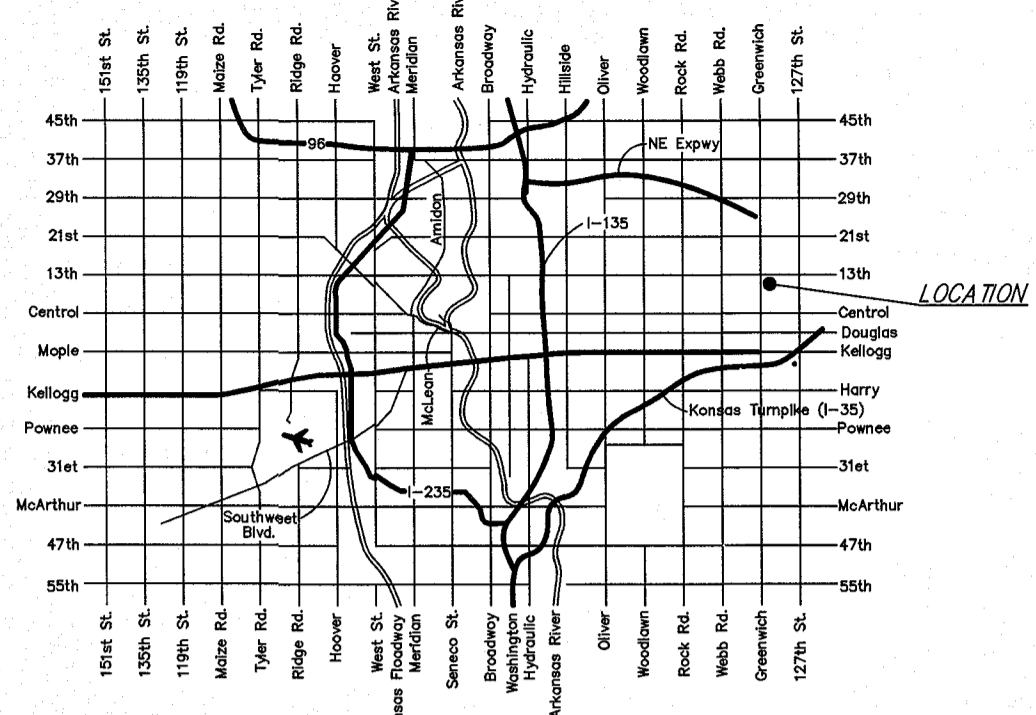 151st St.
135th St.
119th St.
Maize Rd.
Tyler Rd.
Ridge Rd.
Hoover
West St.
Arkansas Riv
Meridian
Arkansas Riv
Broadway
Hydraulic
Hillside
Oliver
Woodlawn
Rock Rd.
Webb Rd.
Greenwich
127th St.
45th
45th
96
NE Expwy
37th
37th
29th
29th
Amidon
I-135
21st
21st
13th
13th
LOCATION
Centrol
Centrol
Douglas
Mople
Kellogg
McLean
Kellogg
Harry
Konsas Turnpike (I-35)
Pownee
Pownee
31et
31et
I-235
McArthur
McArthur
Southweet
Blvd.
47th
47th
55th
55th
151st St.
135th St.
119th St.
Maize Rd.
Tyler Rd.
Ridge Rd.
Hoover
West St.
nsas Floodway
Meridian
Seneco St.
Broadway
Washington
Hydraulic
Arkansas River
Oliver
Woodlawn
Rock Rd.
Webb Rd.
Greenwich
127th St.